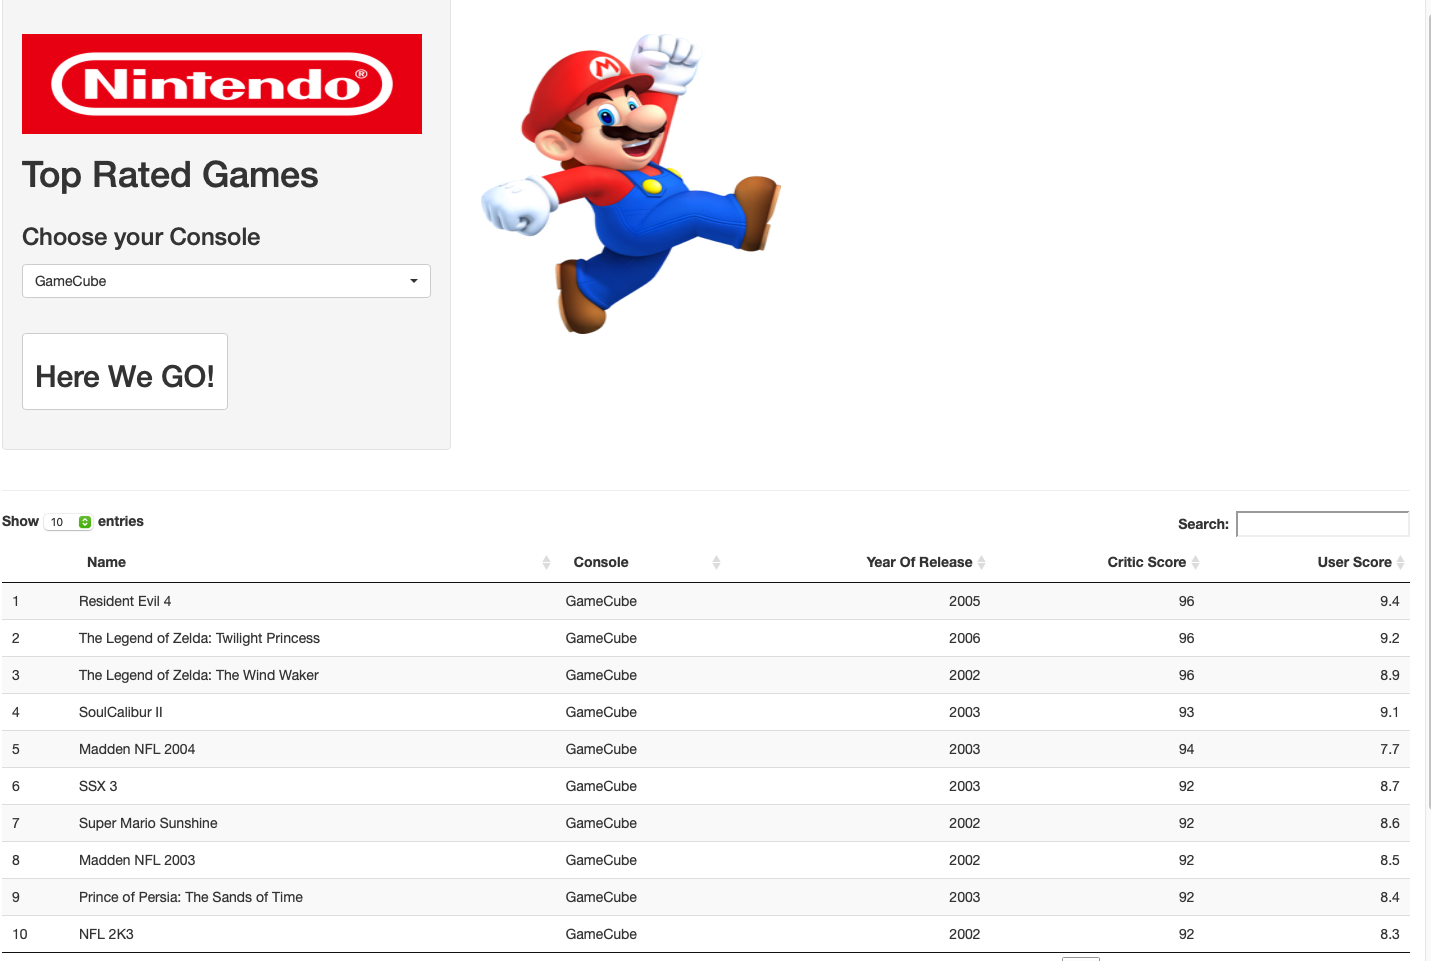 Nintendo®
Top Rated Games
Choose your Console
GameCube
Here We GO!
Show 10 entries
Search:
Name Console Year Of Release Critic Score User Score
1 Resident Evil 4 GameCube 2005 96 9.4
2 The Legend of Zelda: Twilight Princess GameCube 2006 96 9.2
3 The Legend of Zelda: The Wind Waker GameCube 2002 96 8.9
4 SoulCalibur II GameCube 2003 93 9.1
5 Madden NFL 2004 GameCube 2003 94 7.7
6 SSX 3 GameCube 2003 92 8.7
7 Super Mario Sunshine GameCube 2002 92 8.6
8 Madden NFL 2003 GameCube 2002 92 8.5
9 Prince of Persia: The Sands of Time GameCube 2003 92 8.4
10 NFL 2K3 GameCube 2002 92 8.3